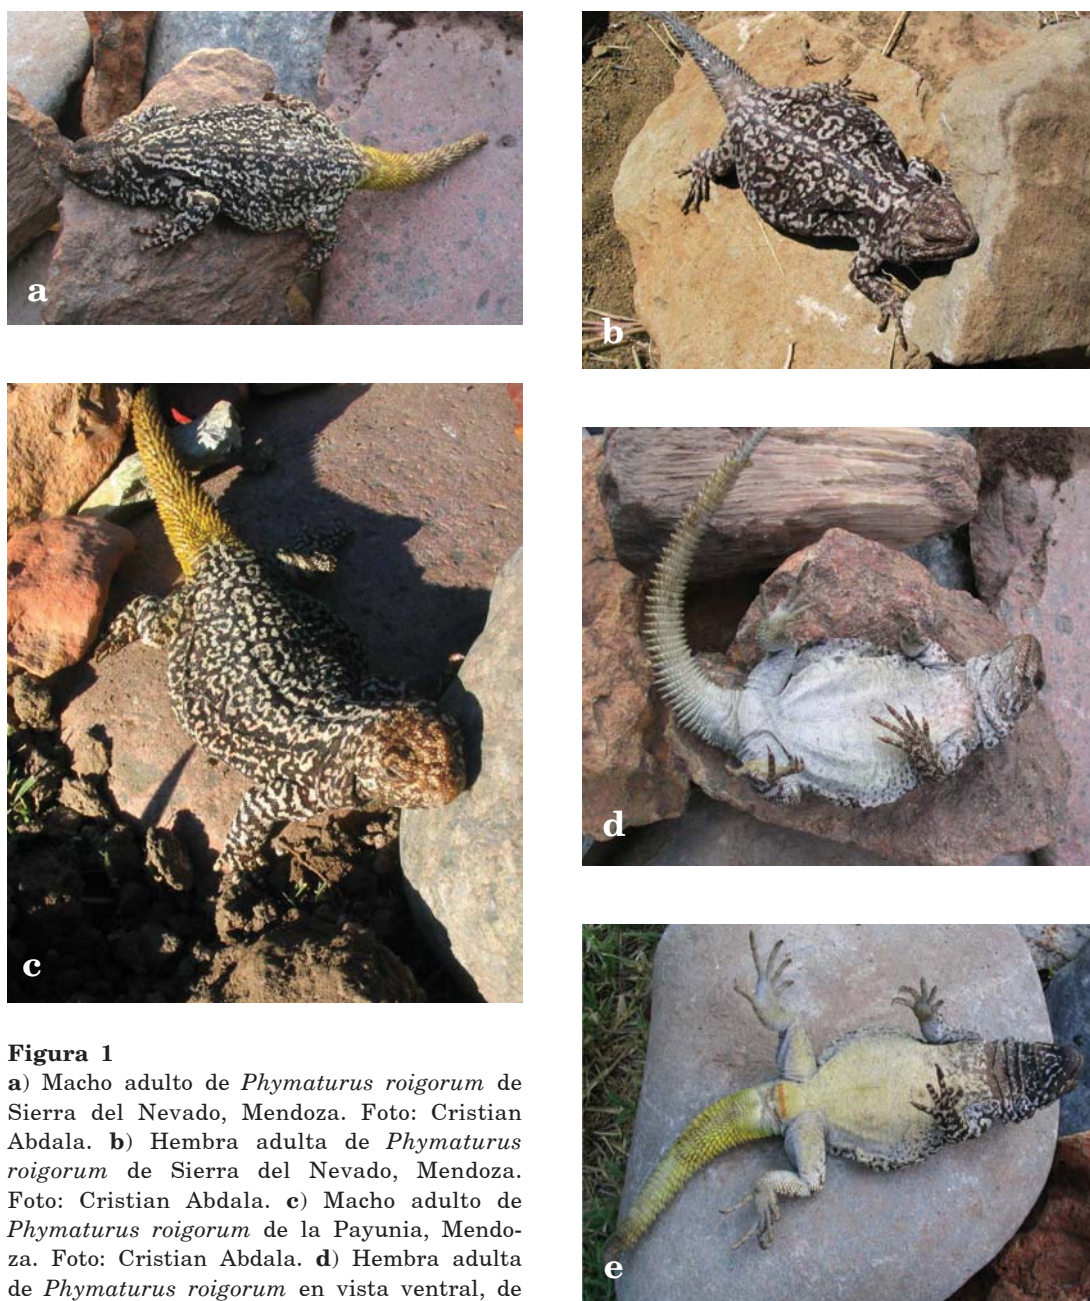 a
b
c
d
e
Figura 1
a) Macho adulto de Phymaturus roigorum de
Sierra del Nevado, Mendoza. Foto: Cristian
Abdala. b) Hembra adulta de Phymaturus
roigorum de Sierra del Nevado, Mendoza.
Foto: Cristian Abdala. c) Macho adulto de
Phymaturus roigorum de la Payunia, Mendo-
za. Foto: Cristian Abdala. d) Hembra adulta
de Phymaturus roigorum en vista ventral, de